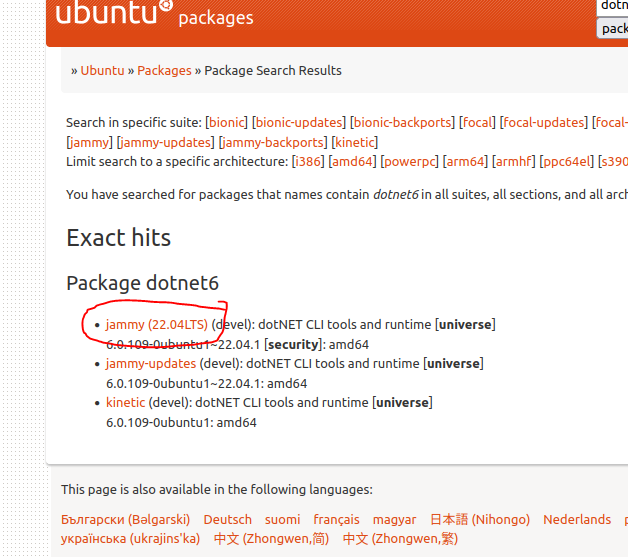 ubuntu packages
dotn
pack
» Ubuntu » Packages » Package Search Results
Search in specific suite: [bionic] [bionic-updates] [bionic-backports] [focal] [focal-updates] [focal-
[jammy] [jammy-updates] [jammy-backports] [kinetic]
Limit search to a specific architecture: [i386] [amd64] [powerpc] [arm64] [armhf] [ppc64el] [s390
You have searched for packages that names contain dotnet6 in all suites, all sections, and all arch
Exact hits
Package dotnet6
• jammy (22.04LTS) (devel): dotNET CLI tools and runtime [universe]
6.0.109-0ubuntu1~22.04.1 [security]: amd64
• jammy-updates (devel): dotNET CLI tools and runtime [universe]
6.0.109-0ubuntu1~22.04.1: amd64
• kinetic (devel): dotNET CLI tools and runtime [universe]
6.0.109-0ubuntu1: amd64
This page is also available in the following languages:
Български (Bəlgarski) Deutsch suomi français magyar 日本語 (Nihongo) Nederlands p
українська (ukrajins'ka) 中文 (Zhongwen,简) 中文 (Zhongwen,繁)